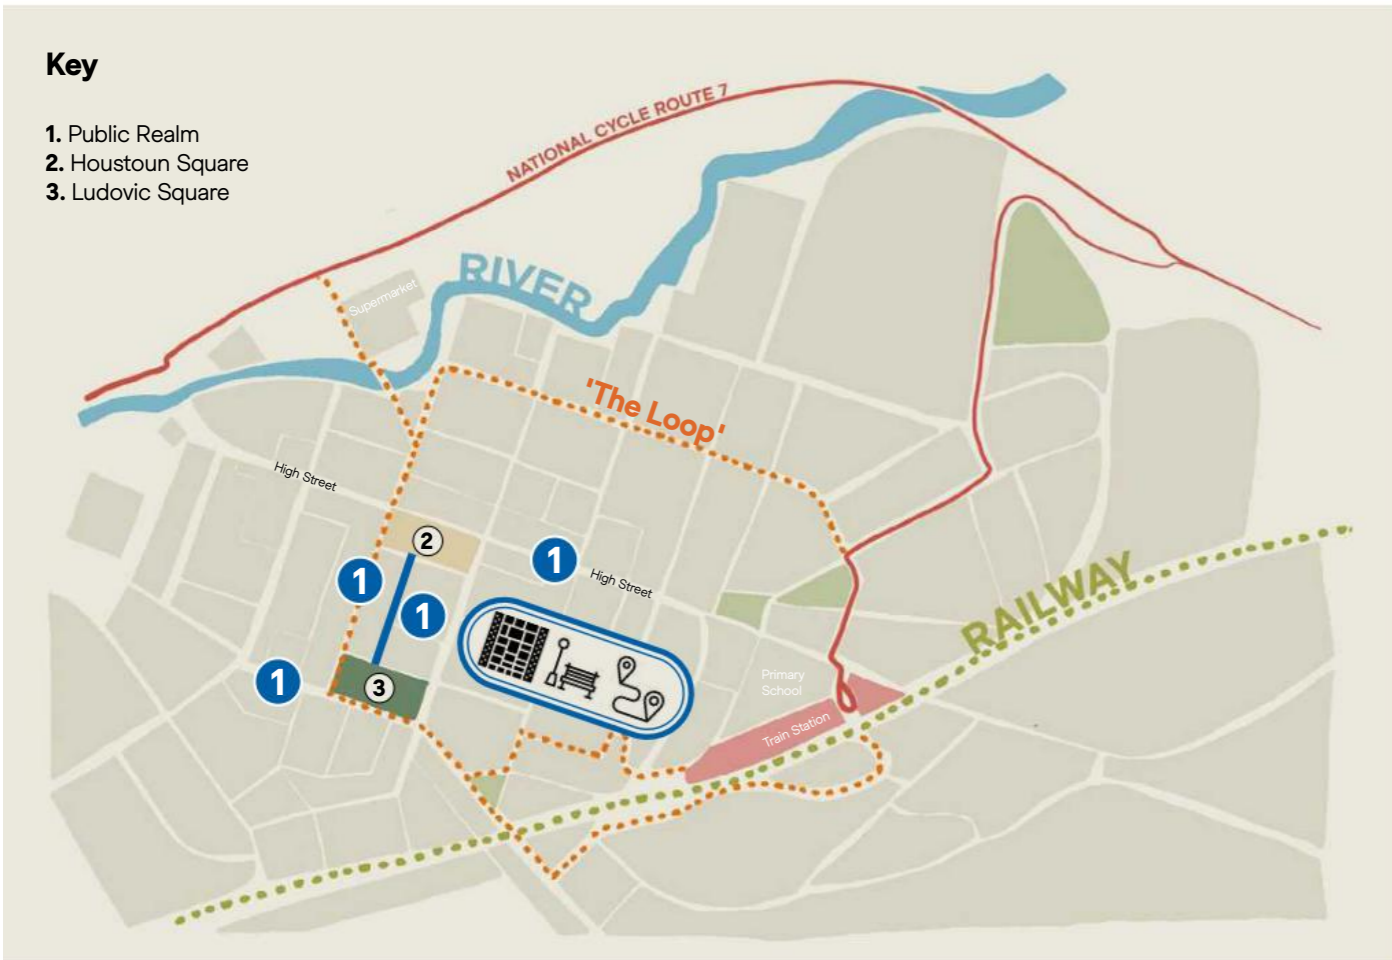 Key
1. Public Realm
2. Houstoun Square
3. Ludovic Square
NATIONAL CYCLE ROUTE 7
RIVER
Supermarket
'The Loop'
High Street
2
1
1
High Street
1
RAILWAY
1
3
Primary
School
Train Station